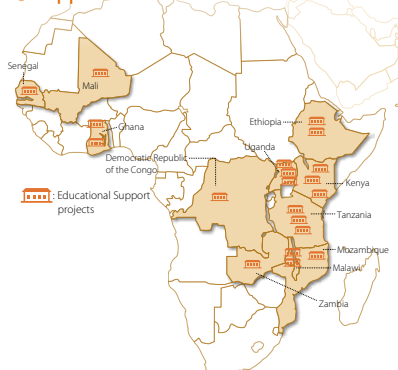 Senegal
Mali
Ghana
Ethiopia
Uganda
Democratic Republic
of the Congo
Kenya
: Educational Support
projects
Tanzania
Mozambique
Malawi
Zambia